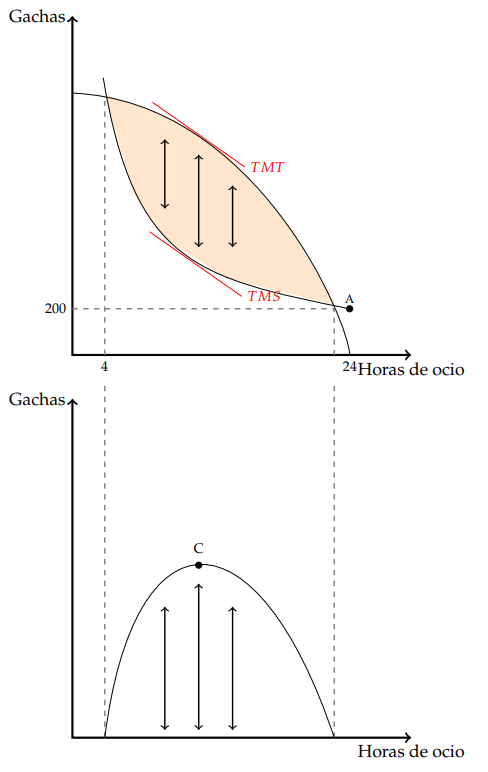 Gachas
TMT
TMS
A
200
4
24
Horas de ocio
Gachas
C
Horas de ocio